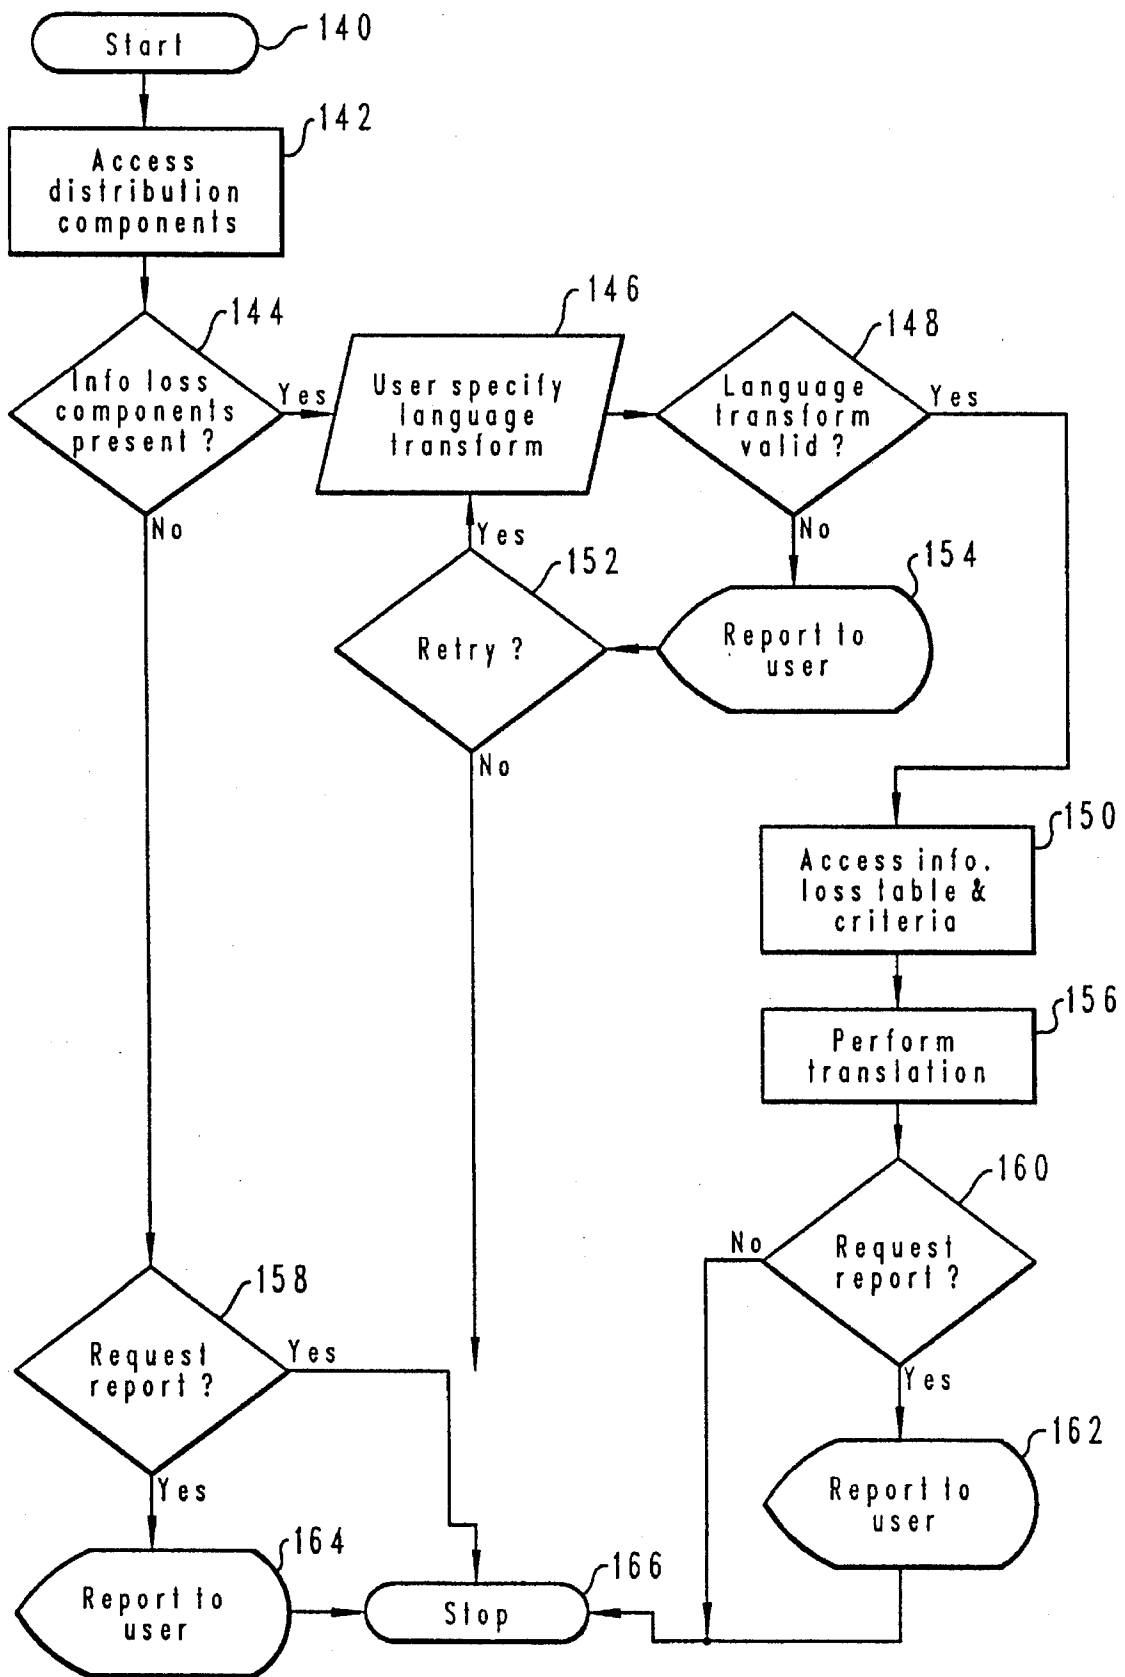 Start
140
142
Access
distribution
components
144
Info loss
components
present ?
Yes
No
146
User specify
language
transform
148
Language
transform
valid ?
Yes
No
Yes
152
Retry ?
No
154
Report to
user
150
Access info.
loss table &
criteria
156
Perform
translation
160
Request
report ?
No
Yes
158
Request
report ?
Yes
Yes
162
Report to
user
164
Report to
user
166
Stop